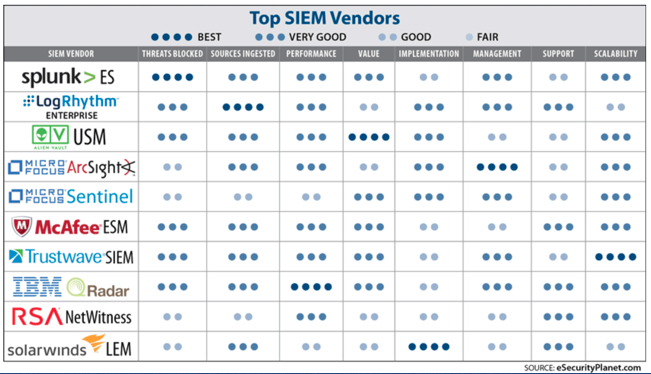 Top SIEM Vendors
BEST VERY GOOD GOOD FAIR
SIEM VENDOR THREATS BLOCKED SOURCES INGESTED PERFORMANCE VALUE IMPLEMENTATION MANAGEMENT SUPPORT SCALABILITY
splunk> ES
LogRhythm
ENTERPRISE
AV USM
ALIEN VAULT
MICRO FOCUS ArcSight
MICRO FOCUS Sentinel
McAfee ESM
Trustwave SIEM
IBM QRadar
RSA NetWitness
solarwinds LEM
SOURCE: eSecurityPlanet.com